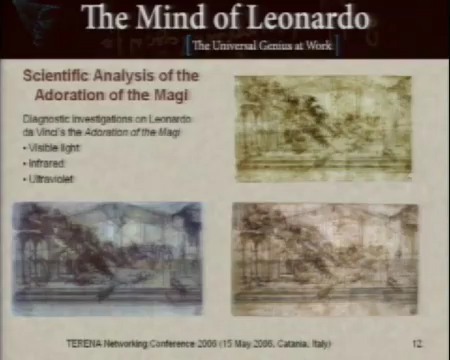 The Mind of Leonardo
[The Universal Genius at Work]
Scientific Analysis of the
Adoration of the Magi
Diagnostic investigations on Leonardo
da Vinci's the Adoration of the Magi
• Visible light
• Infrared
• Ultraviolet
TERENA Networking Conference 2006 (15 May 2006, Catania, Italy)
12